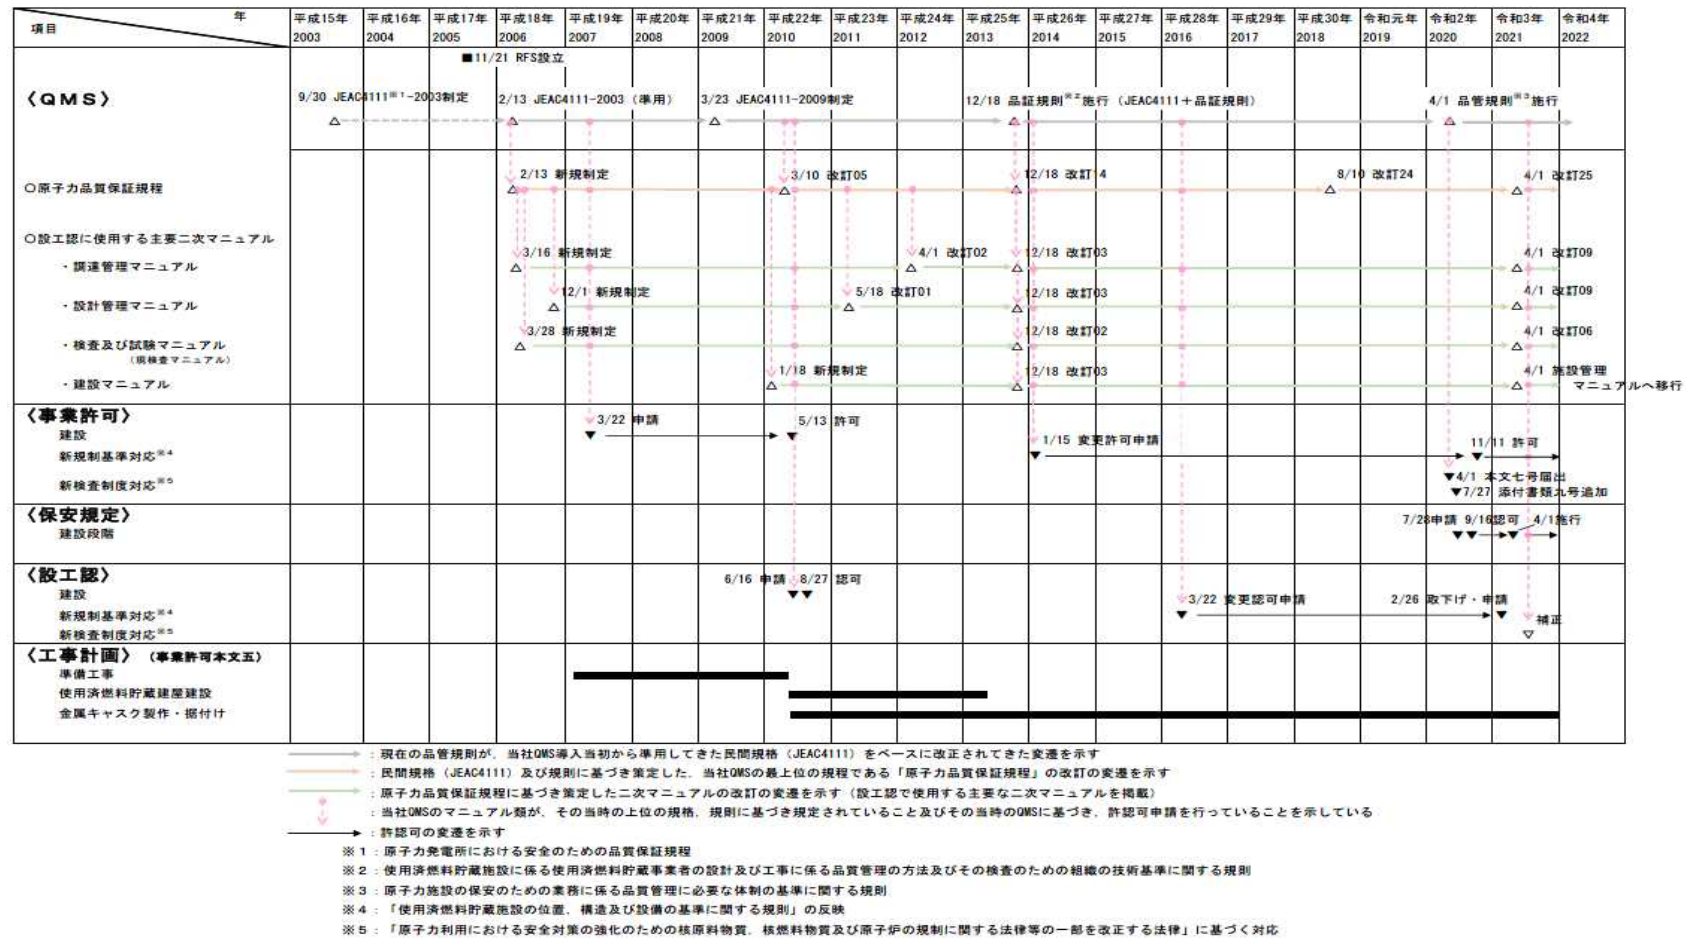 年
項目
平成15年 平成16年 平成17年 平成18年 平成19年 平成20年 平成21年 平成22年 平成23年 平成24年 平成25年 平成26年 平成27年 平成28年 平成29年 平成30年 令和元年 令和2年 令和3年 令和4年
2003 2004 2005 2006 2007 2008 2009 2010 2011 2012 2013 2014 2015 2016 2017 2018 2019 2020 2021 2022
■11/21 RFS設立
〈QMS〉
9/30 JEAC4111※1-2003制定 2/13 JEAC4111-2003（準用） 3/23 JEAC4111-2009制定 12/18 品証規則※2施行（JEAC4111＋品証規則） 4/1 品管規則※3施行
○原子力品質保証規程
2/13 新規制定 3/10 改訂05 12/18 改訂14 8/10 改訂24 4/1 改訂25
○設工認に使用する主要二次マニュアル
・調達管理マニュアル
3/16 新規制定 4/1 改訂02 12/18 改訂03 4/1 改訂09
・設計管理マニュアル
12/1 新規制定 5/18 改訂01 12/18 改訂03 4/1 改訂09
・検査及び試験マニュアル
（現検査マニュアル）
3/28 新規制定 12/18 改訂02 4/1 改訂06
・建設マニュアル
1/18 新規制定 12/18 改訂03 4/1 施設管理
マニュアルへ移行
〈事業許可〉
建設
3/22 申請 5/13 許可
新規制基準対応※4
1/15 変更許可申請 11/11 許可
新検査制度対応※5
▼4/1 本文七号届出
▼7/27 添付書類九号追加
〈保安規定〉
建設段階
7/28申請 9/16認可 4/1施行
〈設工認〉
建設
6/16 申請 8/27 認可
新規制基準対応※4
3/22 変更認可申請 2/26 取下げ・申請
新検査制度対応※5
補正
〈工事計画〉（事業許可本文五）
準備工事
使用済燃料貯蔵建屋建設
金属キャスク製作・据付け
：現在の品管規則が，当社QMS導入当初から準用してきた民間規格（JEAC4111）をベースに改正されてきた変遷を示す
：民間規格（JEAC4111）及び規則に基づき策定した，当社QMSの最上位の規程である「原子力品質保証規程」の改訂の変遷を示す
：原子力品質保証規程に基づき策定した二次マニュアルの改訂の変遷を示す（設工認で使用する主要な二次マニュアルを掲載）
：当社QMSのマニュアル類が，その当時の上位の規格，規則に基づき規定されていること及びその当時のQMSに基づき，許認可申請を行っていることを示している
：許認可の変遷を示す
※1：原子力発電所における安全のための品質保証規程
※2：使用済燃料貯蔵施設に係る使用済燃料貯蔵事業者の設計及び工事に係る品質管理の方法及びその検査のための組織の技術基準に関する規則
※3：原子力施設の保安のための業務に係る品質管理に必要な体制の基準に関する規則
※4：「使用済燃料貯蔵施設の位置，構造及び設備の基準に関する規則」の反映
※5：「原子力利用における安全対策の強化のための核原料物質，核燃料物質及び原子炉の規制に関する法律等の一部を改正する法律」に基づく対応